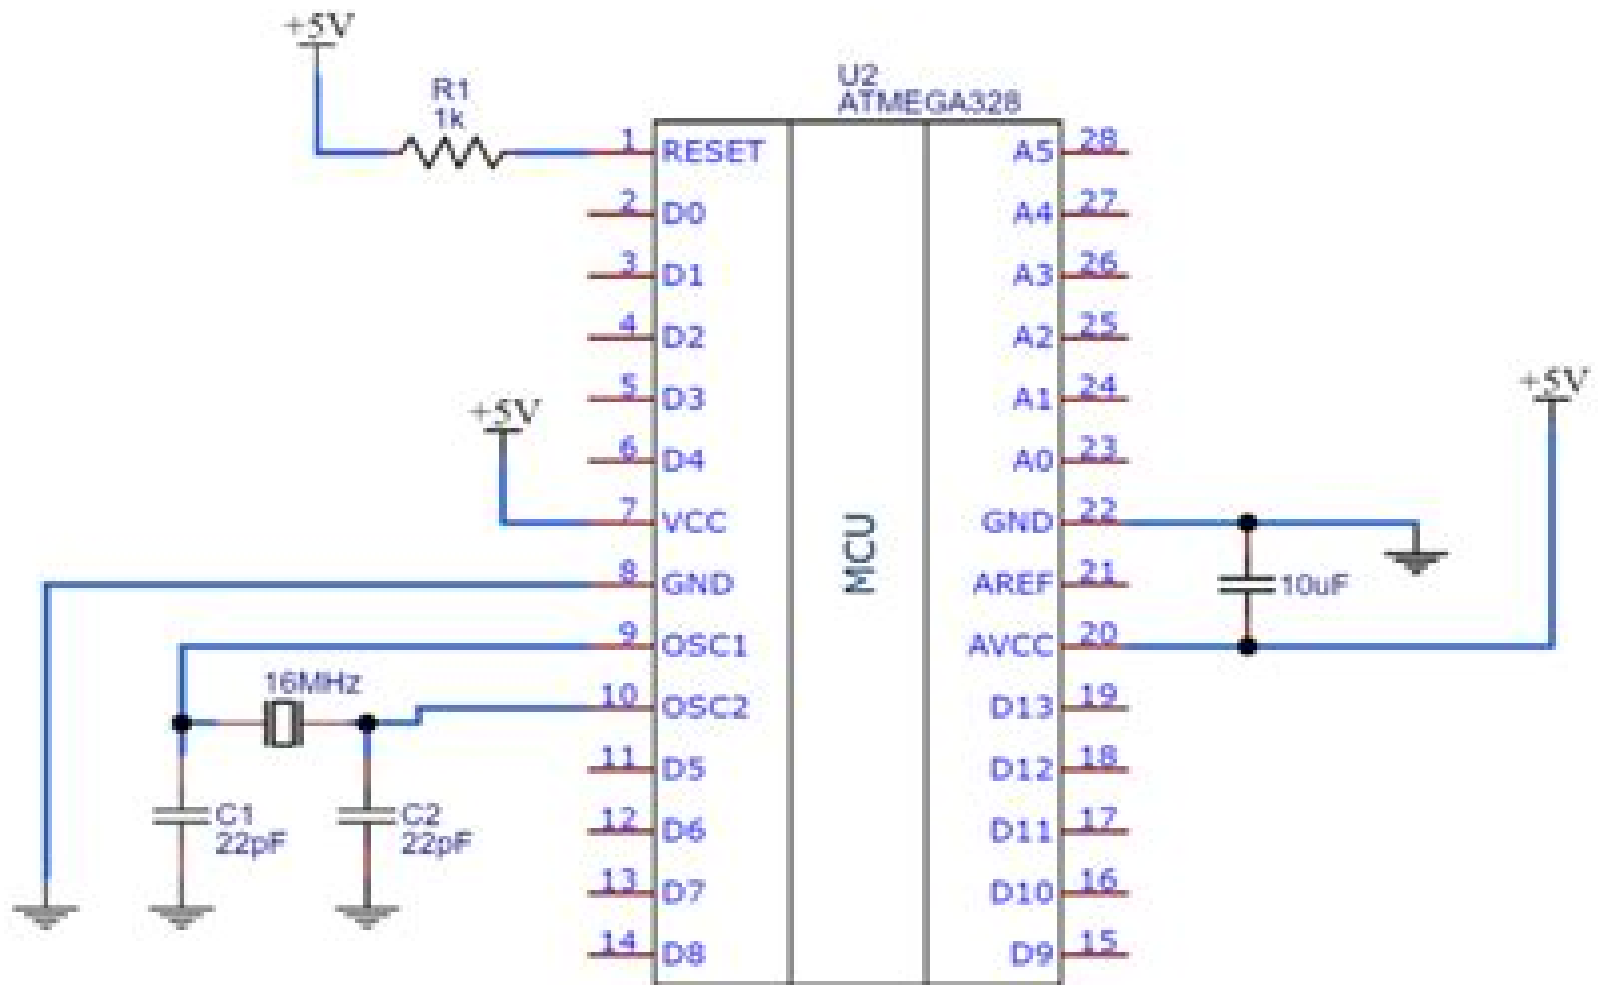 +5V
R1
1k
U2
ATMEGA328
1 RESET
2 D0
3 D1
4 D2
5 D3
6 D4
+5V
7 VCC
8 GND
9 OSC1
10 OSC2
11 D5
12 D6
13 D7
14 D8
MCU
A5 28
A4 27
A3 26
A2 25
A1 24
A0 23
GND 22
AREF 21
AVCC 20
D13 19
D12 18
D11 17
D10 16
D9 15
+5V
10uF
16MHz
C1
22pF
C2
22pF